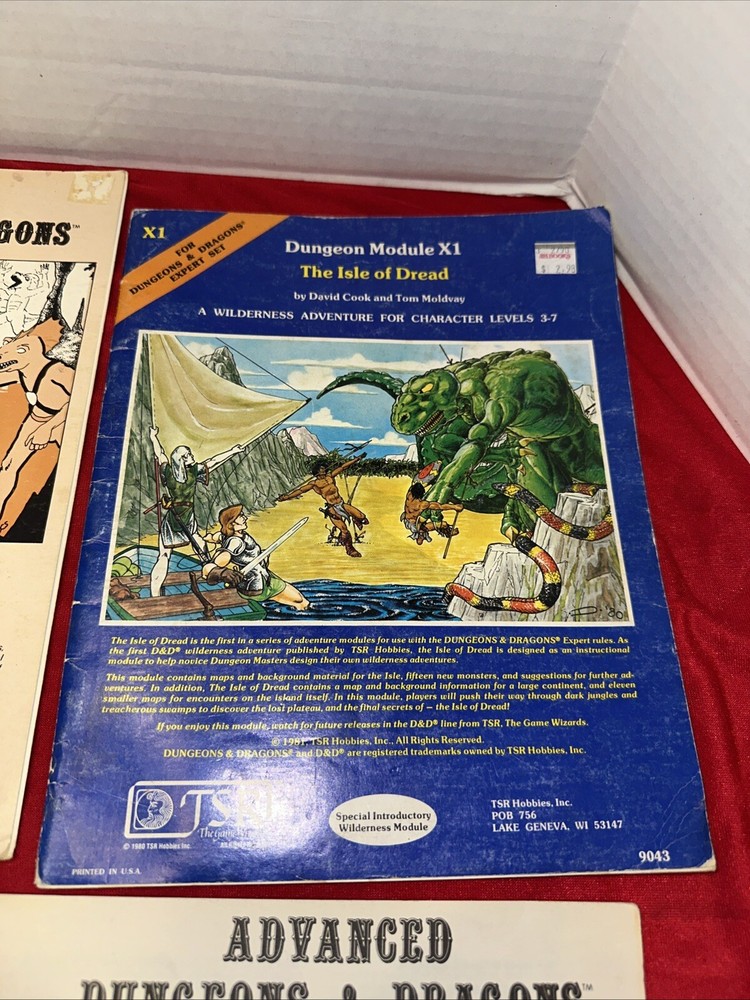 GONS™
X1
FOR
DUNGEONS & DRAGONS®
EXPERT SET
Dungeon Module X1
The Isle of Dread
by David Cook and Tom Moldvay
A WILDERNESS ADVENTURE FOR CHARACTER LEVELS 3-7
The Isle of Dread is the first in a series of adventure modules for use with the DUNGEONS & DRAGONS® Expert rules. As
the first D&D® wilderness adventure published by TSR Hobbies, the Isle of Dread is designed as an instructional
module to help novice Dungeon Masters design their own wilderness adventures.
This module contains maps and background material for the Isle, fifteen new monsters, and suggestions for further ad-
ventures. In addition, The Isle of Dread contains a map and background information for a large continent, and eleven
smaller maps for encounters on the island itself. In this module, players will push their way through dark jungles and
treacherous swamps to discover the lost plateau, and the final secrets of — the Isle of Dread!
If you enjoy this module, watch for future releases in the D&D® line from TSR, The Game Wizards.
© 1981, TSR Hobbies, Inc., All Rights Reserved.
DUNGEONS & DRAGONS® and D&D® are registered trademarks owned by TSR Hobbies, Inc.
TSR
The Game
© 1980 TSR Hobbies Inc.
Special Introductory
Wilderness Module
TSR Hobbies, Inc.
POB 756
LAKE GENEVA, WI 53147
PRINTED IN U.S.A.
9043
ADVANCED
DUNGEONS & DRAGONS™